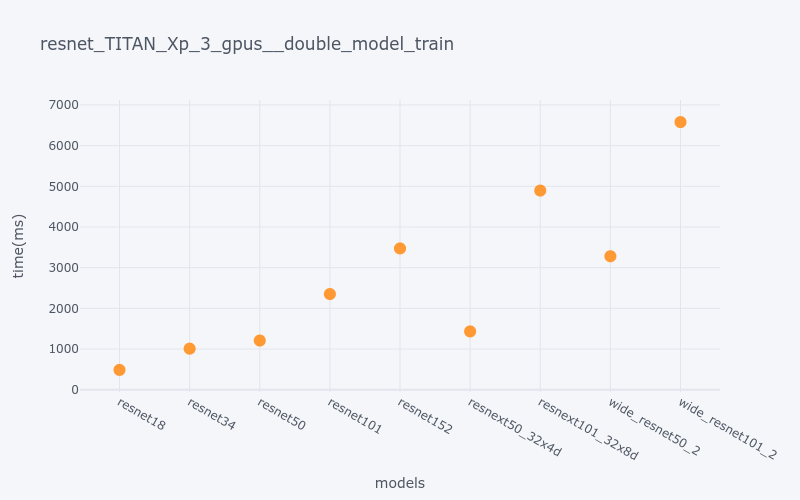 resnet_TITAN_Xp_3_gpus__double_model_train
7000
6000
5000
4000
3000
2000
1000
0
time(ms)
resnet18
resnet34
resnet50
resnet101
resnet152
resnext50_32x4d
resnext101_32x8d
wide_resnet50_2
wide_resnet101_2
models